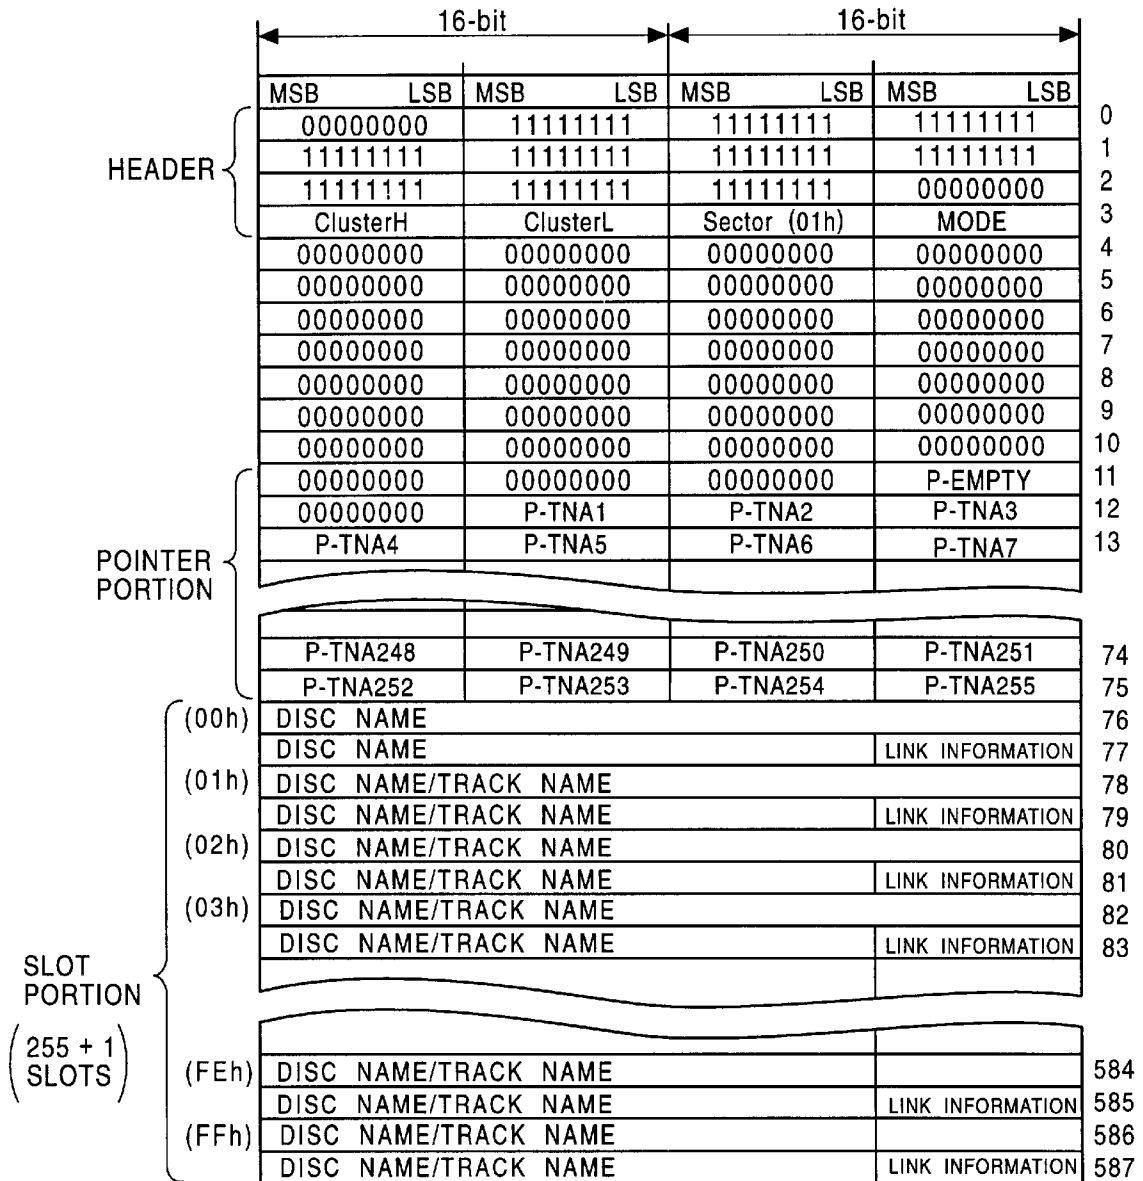 16-bit 16-bit
MSB LSB MSB LSB MSB LSB MSB LSB
00000000 11111111 11111111 11111111 0
HEADER
11111111 11111111 11111111 11111111 1
11111111 11111111 11111111 00000000 2
ClusterH ClusterL Sector (01h) MODE 3
00000000 00000000 00000000 00000000 4
00000000 00000000 00000000 00000000 5
00000000 00000000 00000000 00000000 6
00000000 00000000 00000000 00000000 7
00000000 00000000 00000000 00000000 8
00000000 00000000 00000000 00000000 9
00000000 00000000 00000000 00000000 10
00000000 00000000 00000000 P-EMPTY 11
00000000 P-TNA1 P-TNA2 P-TNA3 12
P-TNA4 P-TNA5 P-TNA6 P-TNA7 13
POINTER
PORTION
P-TNA248 P-TNA249 P-TNA250 P-TNA251 74
P-TNA252 P-TNA253 P-TNA254 P-TNA255 75
(00h) DISC NAME 76
DISC NAME LINK INFORMATION 77
(01h) DISC NAME/TRACK NAME 78
DISC NAME/TRACK NAME LINK INFORMATION 79
(02h) DISC NAME/TRACK NAME 80
DISC NAME/TRACK NAME LINK INFORMATION 81
(03h) DISC NAME/TRACK NAME 82
DISC NAME/TRACK NAME LINK INFORMATION 83
SLOT
PORTION
(255 + 1
SLOTS)
(FEh) DISC NAME/TRACK NAME 584
DISC NAME/TRACK NAME LINK INFORMATION 585
(FFh) DISC NAME/TRACK NAME 586
DISC NAME/TRACK NAME LINK INFORMATION 587